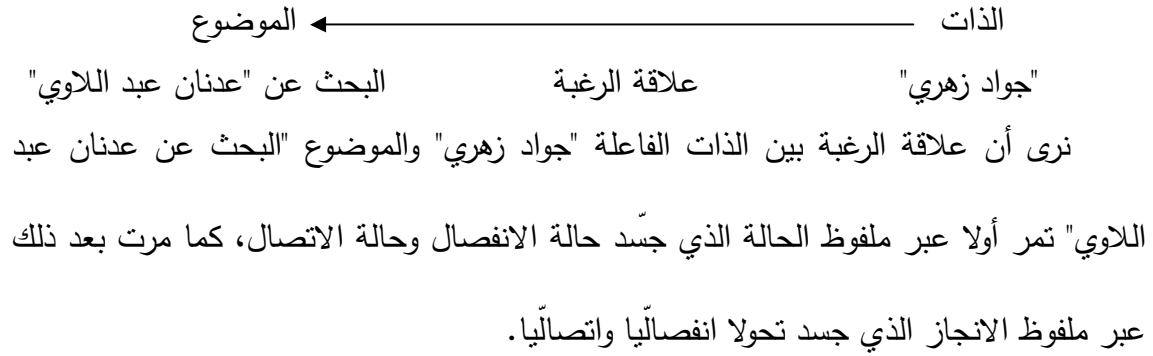 الذات الموضوع
"جواد زهري" علاقة الرغبة البحث عن "عدنان عبد اللاوي"
نرى أن علاقة الرغبة بين الذات الفاعلة "جواد زهري" والموضوع "البحث عن عدنان عبد
اللاوي" تمر أولا عبر ملفوظ الحالة الذي جسّد حالة الانفصال وحالة الاتصال، كما مرت بعد ذلك
عبر ملفوظ الانجاز الذي جسد تحولا انفصالّيا واتصالّيا.